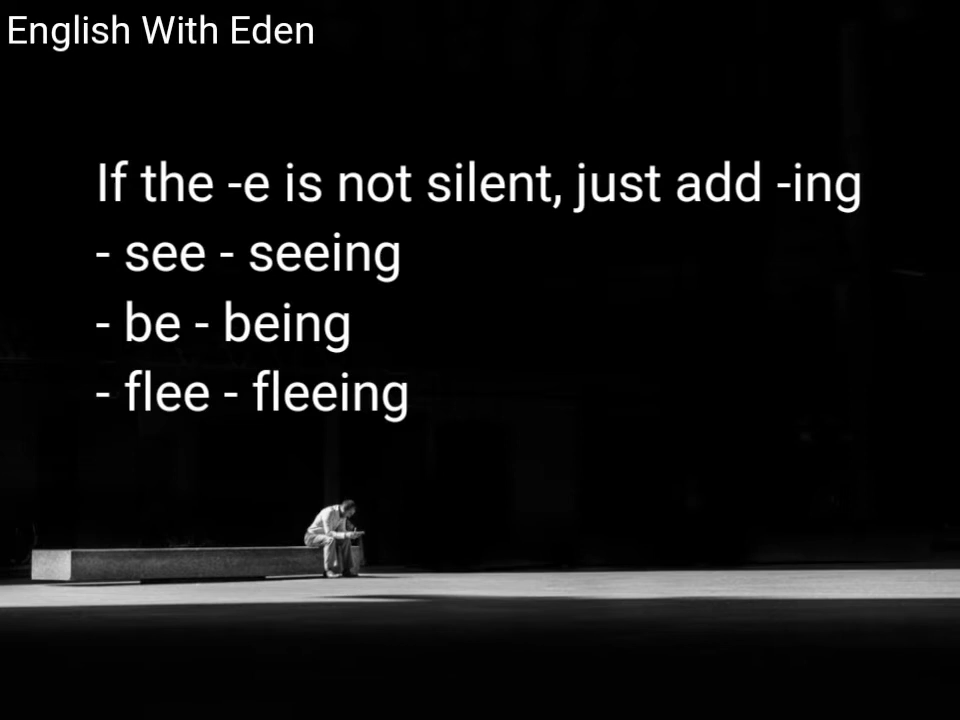 English With Eden
If the -e is not silent, just add -ing
- see - seeing
- be - being
- flee - fleeing